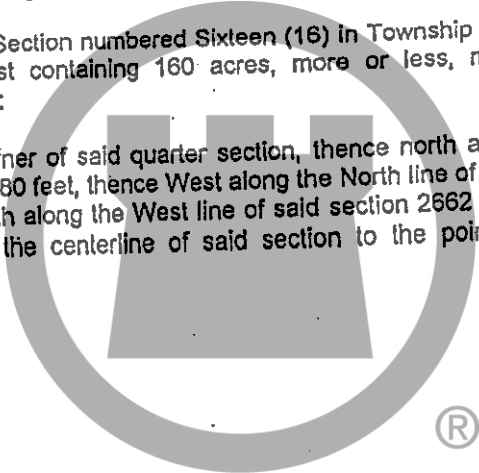 Section numbered Sixteen (16) in Township
st containing 160 acres, more or less, m
:
ner of said quarter section, thence north a
80 feet, thence West along the North line of
h along the West line of said section 2662
the centerline of said section to the poin
®